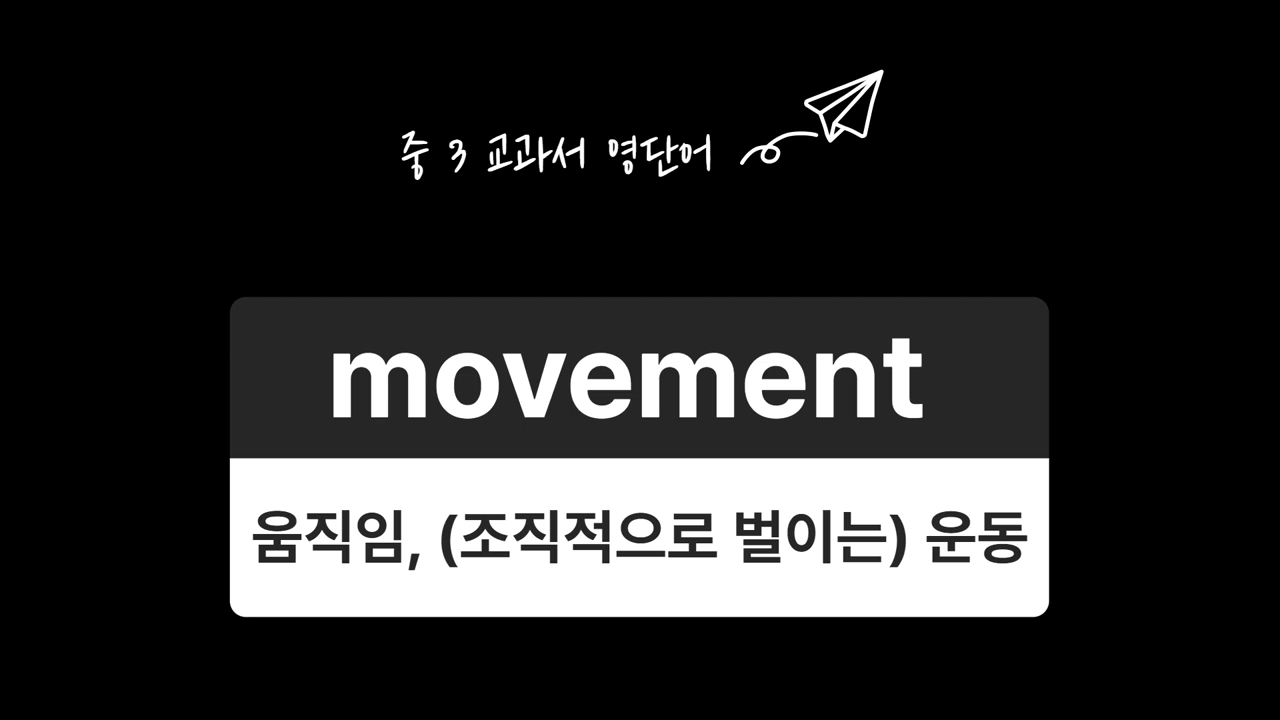 중 3 교과서 영단어
movement
움직임, (조직적으로 벌이는) 운동